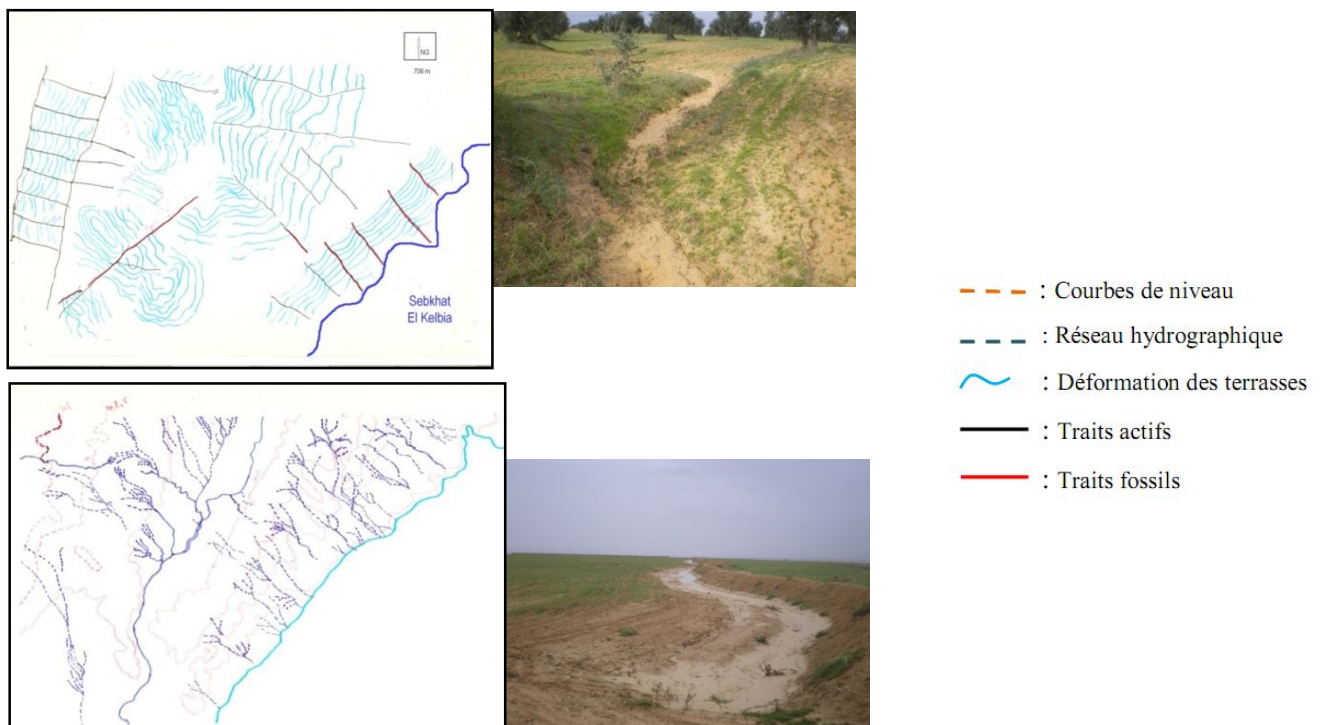 NG
700 m
Sebkhat
El Kelbia
: Courbes de niveau
: Réseau hydrographique
: Déformation des terrasses
: Traits actifs
: Traits fossils